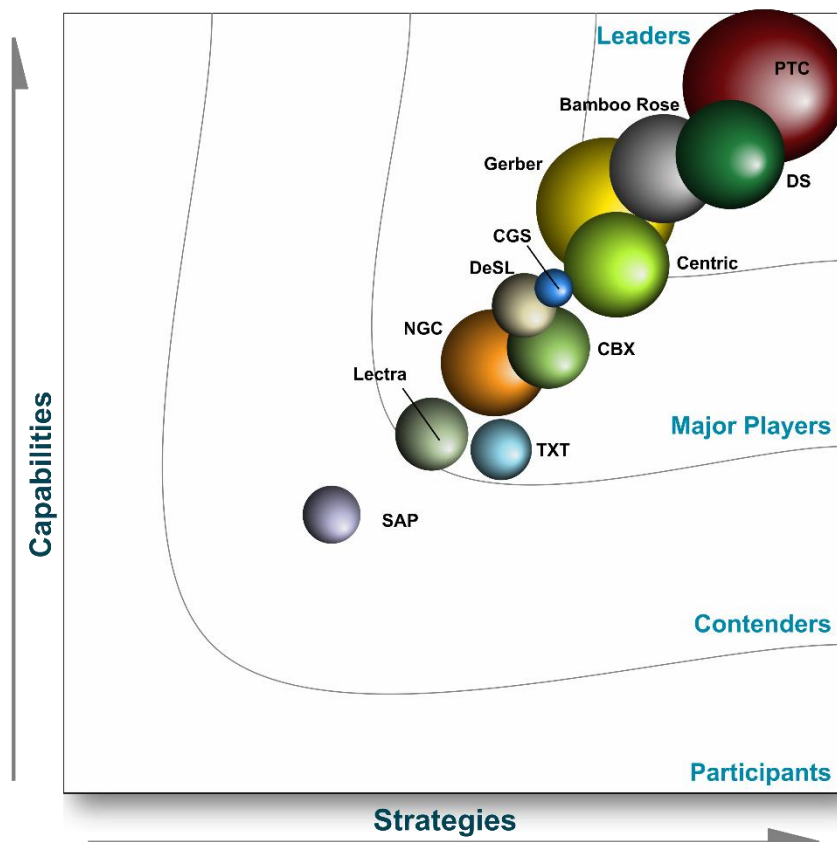 Leaders
PTC
Bamboo Rose
Gerber
DS
CGS
Centric
DeSL
NGC
CBX
Lectra
Major Players
TXT
SAP
Capabilities
Contenders
Participants
Strategies